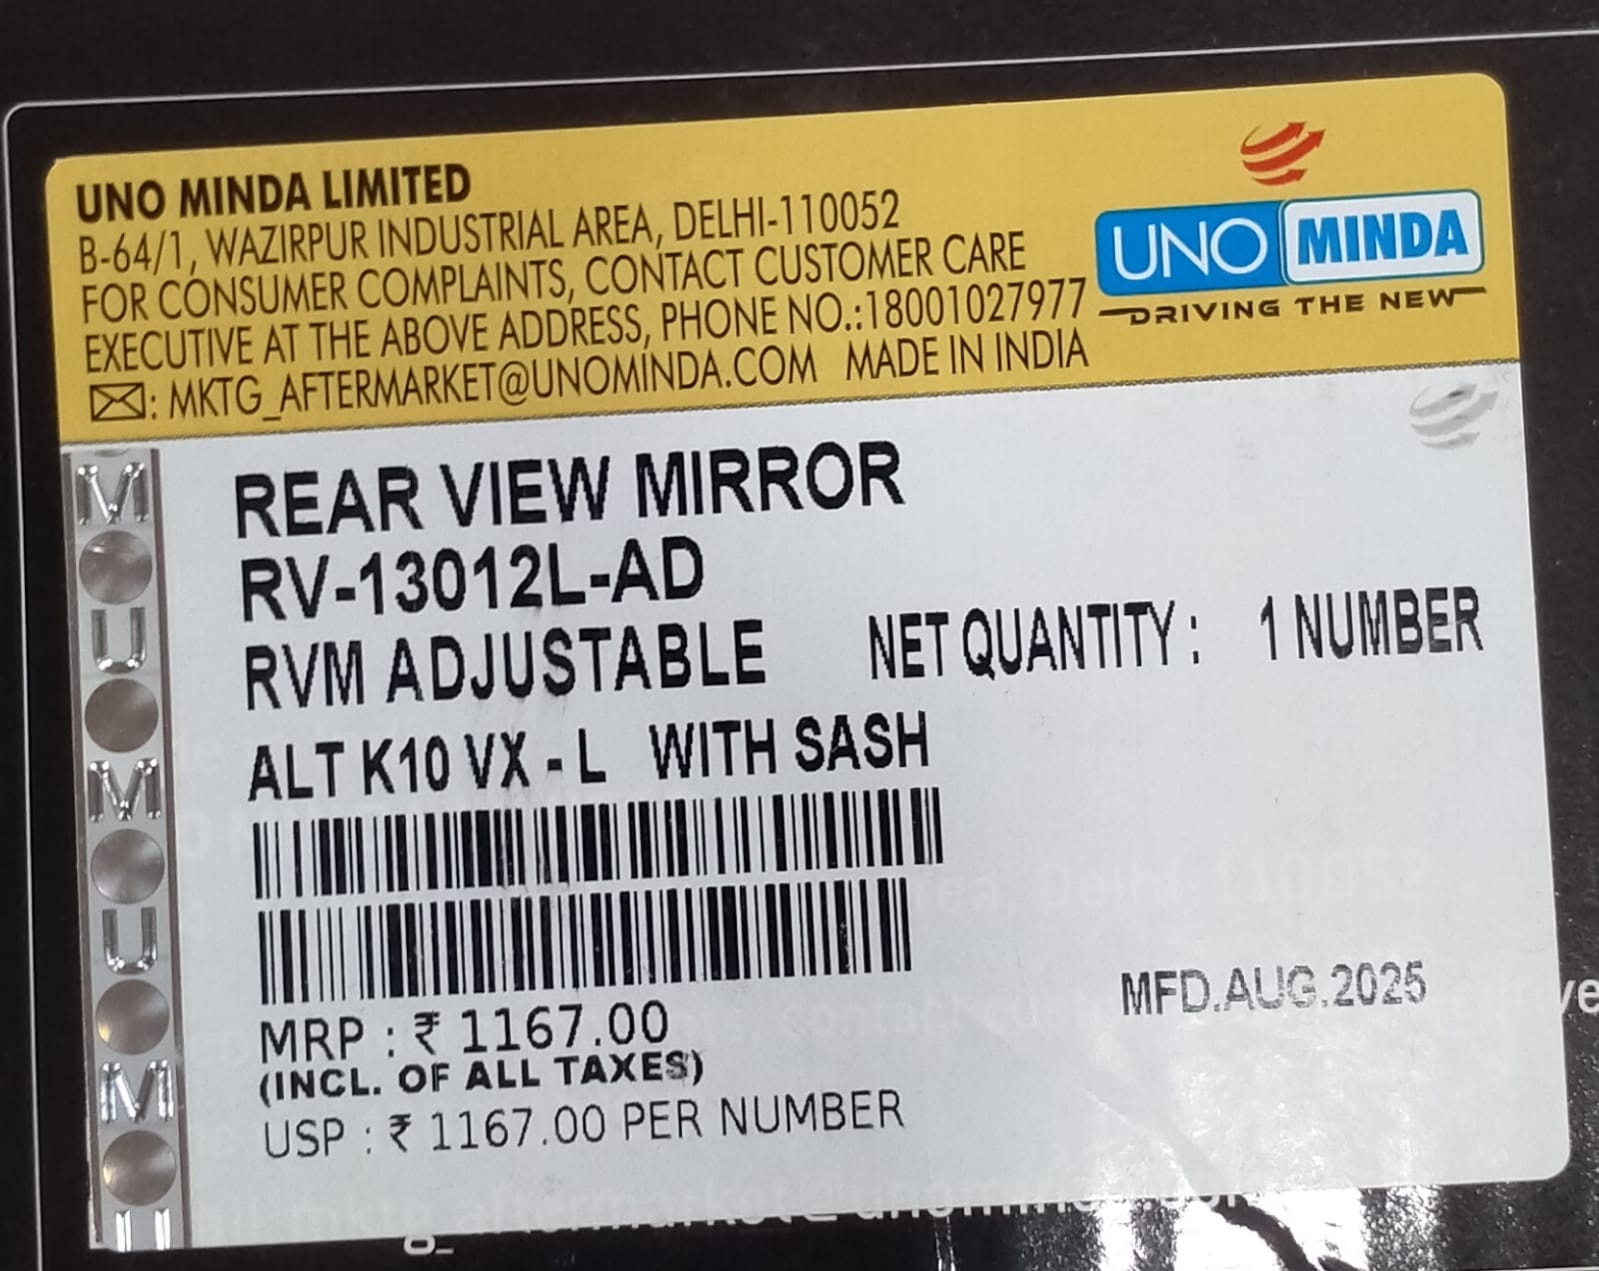 UNO MINDA LIMITED
B-64/1, WAZIRPUR INDUSTRIAL AREA, DELHI-110052
FOR CONSUMER COMPLAINTS, CONTACT CUSTOMER CARE
EXECUTIVE AT THE ABOVE ADDRESS, PHONE NO.:18001027977
: MKTG_AFTERMARKET@UNOMINDA.COM MADE IN INDIA
UNO MINDA
DRIVING THE NEW
REAR VIEW MIRROR
RV-13012L-AD
RVM ADJUSTABLE NET QUANTITY : 1 NUMBER
ALT K10 VX - L WITH SASH
MRP : ₹ 1167.00
(INCL. OF ALL TAXES)
USP : ₹ 1167.00 PER NUMBER
MFD.AUG.2025
M
U
M
U
M